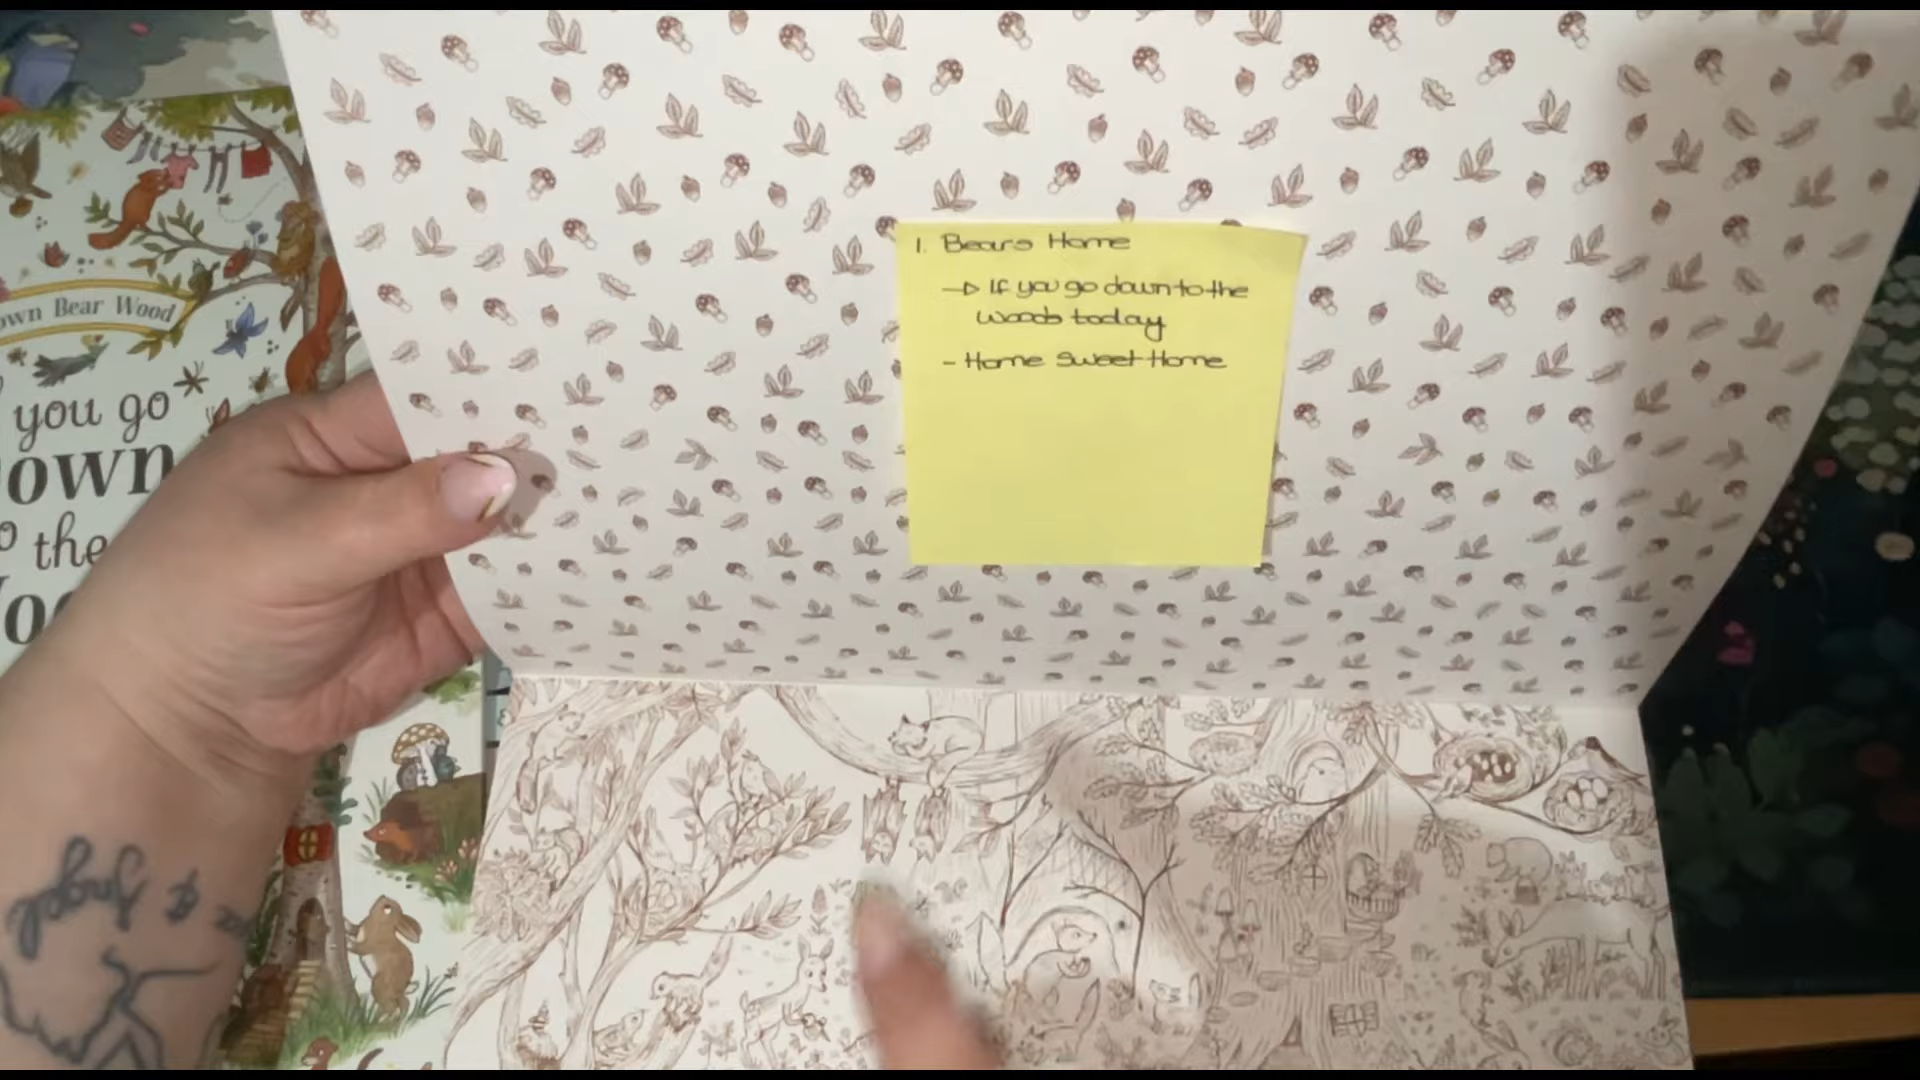 1. Bears Home
→ If you go down to the
woods today
- Home Sweet Home
own Bear Wood
you go
own
the